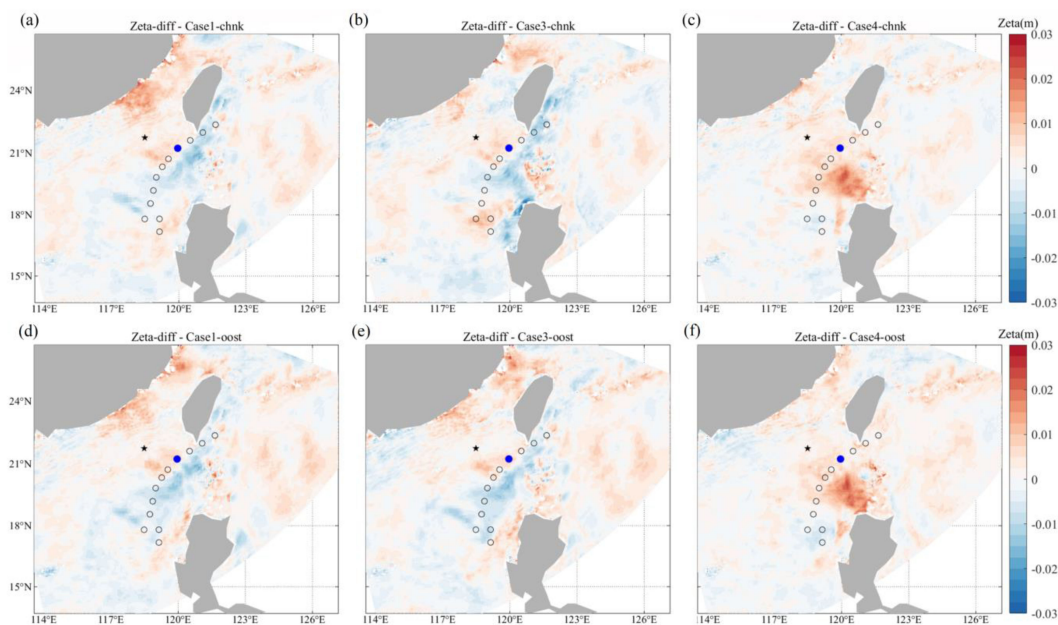 (a) Zeta-diff - Case1-chnk
(b) Zeta-diff - Case3-chnk
(c) Zeta-diff - Case4-chnk Zeta(m)
24°N
21°N
18°N
15°N
114°E 117°E 120°E 123°E 126°E
114°E 117°E 120°E 123°E 126°E
114°E 117°E 120°E 123°E 126°E
0.03
0.02
0.01
0
-0.01
-0.02
-0.03
(d) Zeta-diff - Case1-oost
(e) Zeta-diff - Case3-oost
(f) Zeta-diff - Case4-oost Zeta(m)
24°N
21°N
18°N
15°N
114°E 117°E 120°E 123°E 126°E
114°E 117°E 120°E 123°E 126°E
114°E 117°E 120°E 123°E 126°E
0.03
0.02
0.01
0
-0.01
-0.02
-0.03